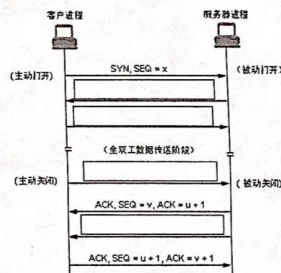 客户进程
服务器进程
SYN, SEQ = x
(主动打开)
(被动打开)
(全双工数据传送阶段)
(主动关闭)
(被动关闭)
ACK, SEQ = v, ACK = u + 1
ACK, SEQ = u + 1, ACK = v + 1